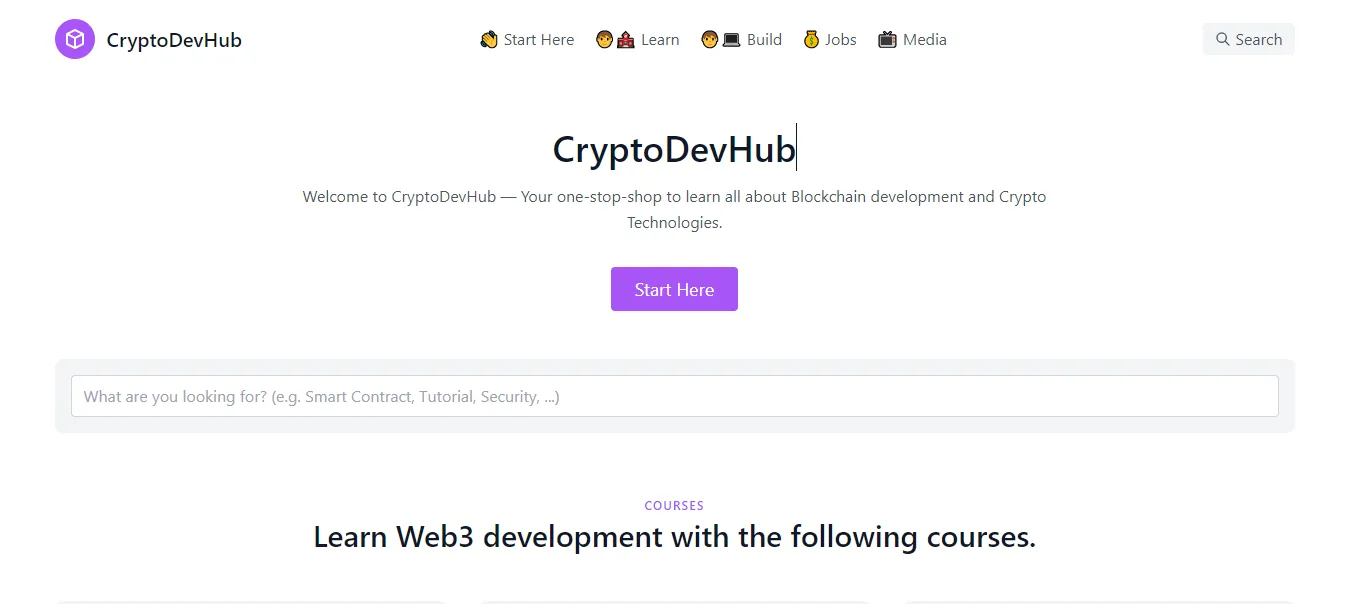 CryptoDevHub
👋 Start Here
🧑🏫 Learn
🧑💻 Build
💰 Jobs
📺 Media
Search
CryptoDevHub
Welcome to CryptoDevHub — Your one-stop-shop to learn all about Blockchain development and Crypto
Technologies.
Start Here
What are you looking for? (e.g. Smart Contract, Tutorial, Security, ...)
COURSES
Learn Web3 development with the following courses.